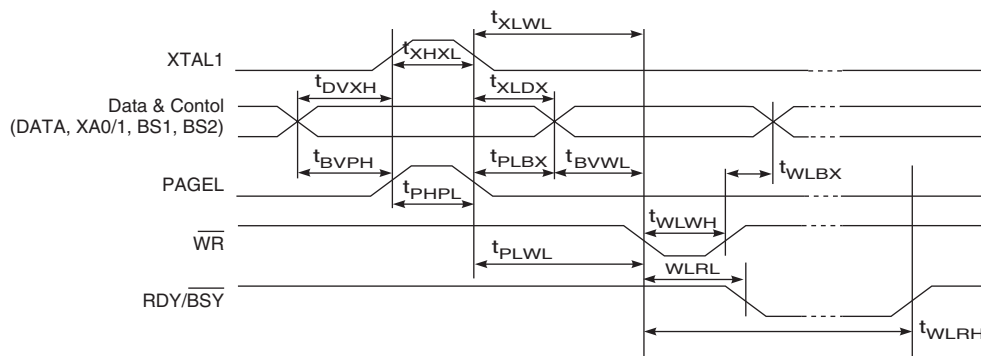 tXLWL
XTAL1
tXHXL
tDVXH
tXLDX
Data & Contol
(DATA, XA0/1, BS1, BS2)
tBVPH
tPLBX
tBVWL
tWLBX
PAGEL
tPHPL
tWLWH
WR
tPLWL
WLRL
RDY/BSY
tWLRH